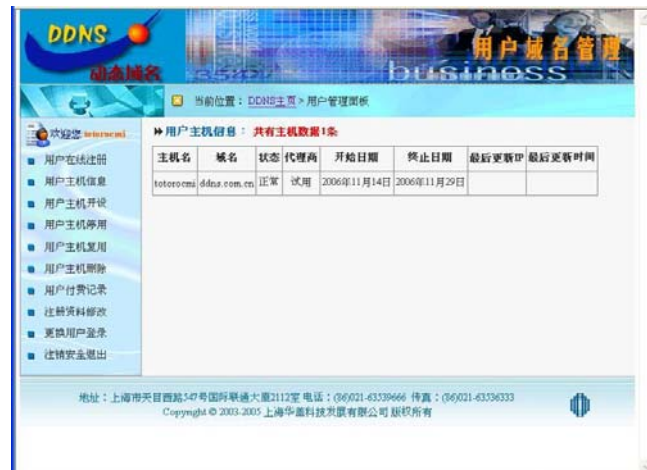 DDNS
动态域名
用户域名管理
business
当前位置：DDNS主页>用户管理面板
欢迎您 totorocmi
用户主机信息： 共有主机数据1条
主机名 域名 状态 代理商 开始日期 终止日期 最后更新IP 最后更新时间
totorocmi ddns.com.cn 正常 试用 2006年11月14日 2006年11月29日
用户在线注册
用户主机信息
用户主机开设
用户主机停用
用户主机复用
用户主机删除
用户付费记录
注册资料修改
更换用户登录
注销安全退出
地址：上海市天目西路547号国际联通大厦2112室 电话：(86)021-63539666 传真：(86)021-63536333
Copyright © 2003-2005 上海华盖科技发展有限公司 版权所有